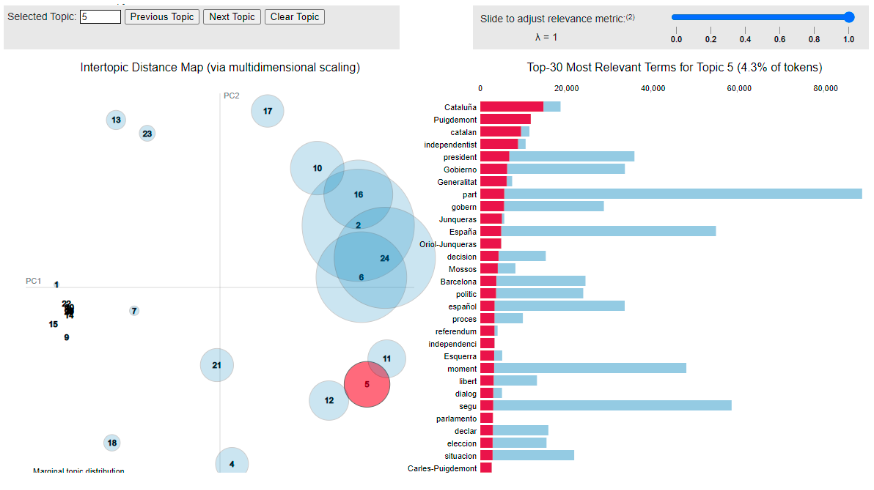 Selected Topic: 5 Previous Topic Next Topic Clear Topic
Slide to adjust relevance metric:(2)
λ = 1
0.0 0.2 0.4 0.6 0.8 1.0
Intertopic Distance Map (via multidimensional scaling)
PC2
PC1
17
13
23
10
16
2
24
6
1
22
14
15
9
7
21
11
5
12
18
4
Marginal topic distribution
Top-30 Most Relevant Terms for Topic 5 (4.3% of tokens)
0 20,000 40,000 60,000 80,000
Cataluña
Puigdemont
catalan
independentist
president
Gobierno
Generalitat
part
gobern
Junqueras
España
Oriol-Junqueras
decision
Mossos
Barcelona
politic
español
proces
referendum
independenci
Esquerra
moment
libert
dialog
segu
parlamento
declar
eleccion
situacion
Carles-Puigdemont